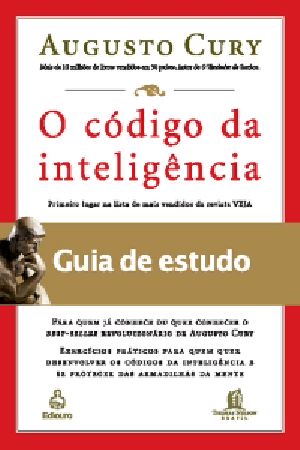 AUGUSTO CURY
Mais de 10 milhões de livros vendidos em 50 países. Autor de O Vendedor de Sonhos
O código da
inteligência
Primeiro lugar na lista de mais vendidos da revista VEJA
Guia de estudo
PARA QUEM JÁ CONHECE OU QUER CONHECER O
BEST-SELLER REVOLUCIONÁRIO DE AUGUSTO CURY
EXERCÍCIOS PRÁTICOS PARA QUEM QUER
DESENVOLVER OS CÓDIGOS DA INTELIGÊNCIA E
SE PROTEGER DAS ARMADILHAS DA MENTE
Ediouro
THOMAS NELSON
BRASIL